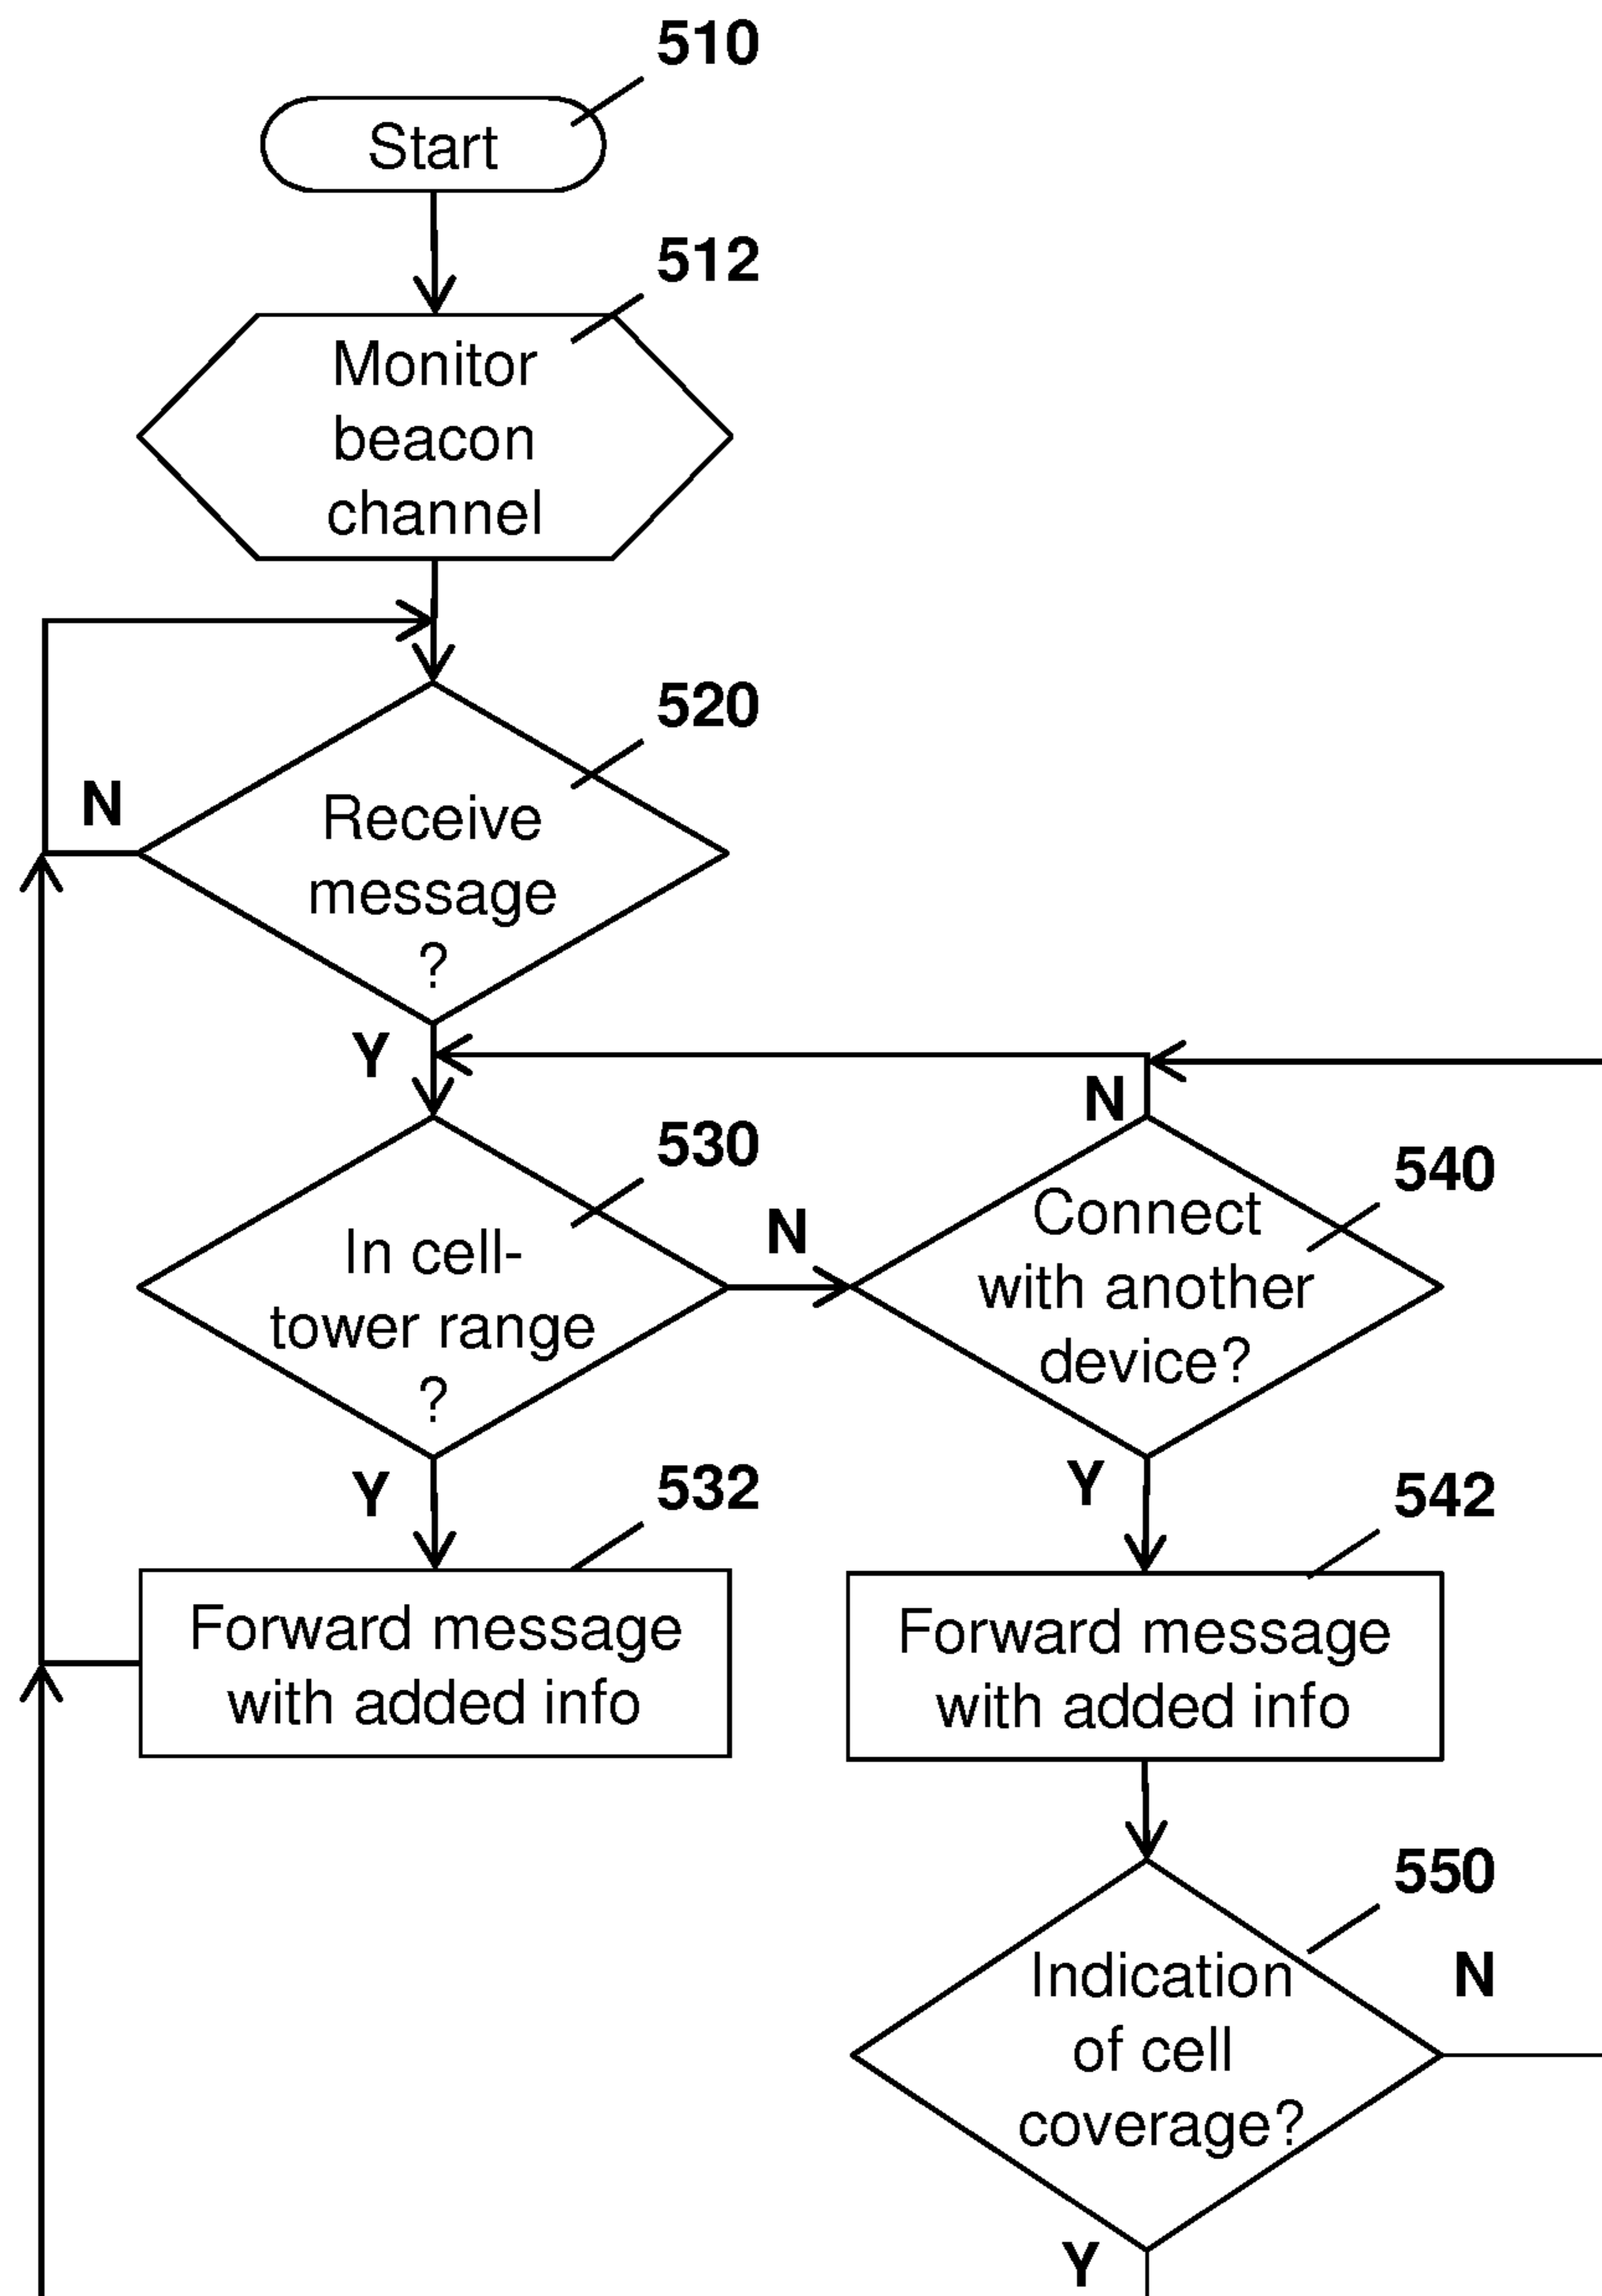 510
Start
512
Monitor
beacon
channel
520
N
Receive
message
?
Y
N
530
540
N
Connect
In cell-
with another
tower range
device?
?
Y
Y
532
542
Forward message
with added info
Forward message
with added info
550
N
Indication
of cell
coverage?
Y